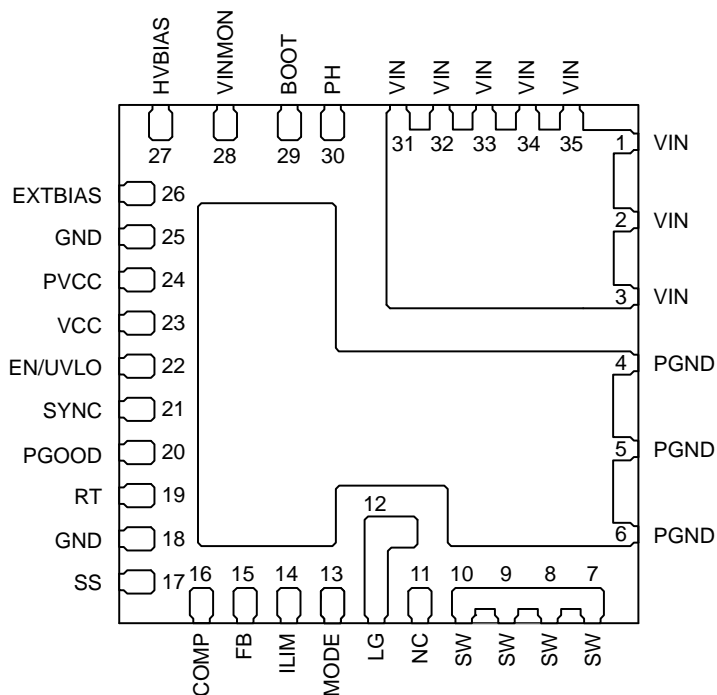 HVBIAS
VINMON
BOOT
PH
VIN
VIN
VIN
VIN
VIN
27
28
29
30
31
32
33
34
35
1 VIN
2 VIN
3 VIN
4 PGND
5 PGND
6 PGND
EXTBIAS 26
GND 25
PVCC 24
VCC 23
EN/UVLO 22
SYNC 21
PGOOD 20
RT 19
GND 18
SS 17
12
16
15
14
13
11
10
9
8
7
COMP
FB
ILIM
MODE
LG
NC
SW
SW
SW
SW